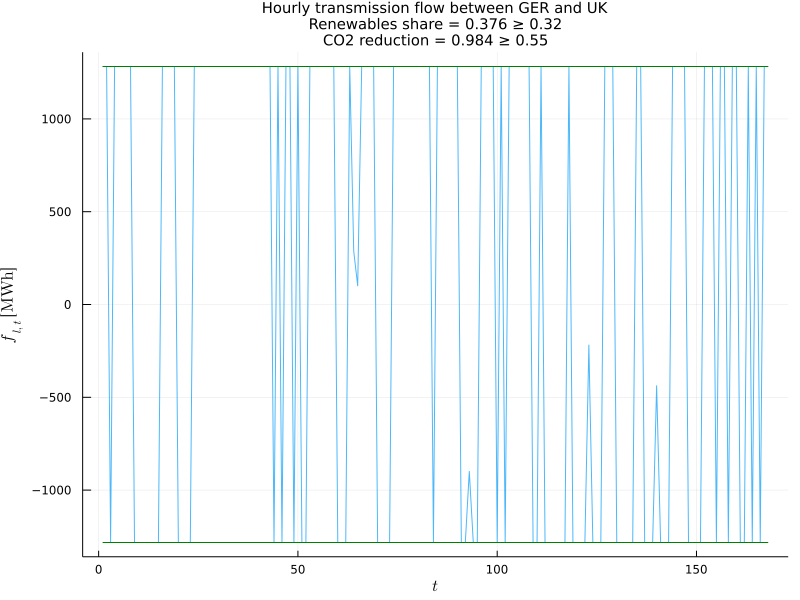 Hourly transmission flow between GER and UK
Renewables share = 0.376 ≥ 0.32
CO2 reduction = 0.984 ≥ 0.55
f_{l,t} [MWh]
1000
500
0
−500
−1000
0
50
100
150
t